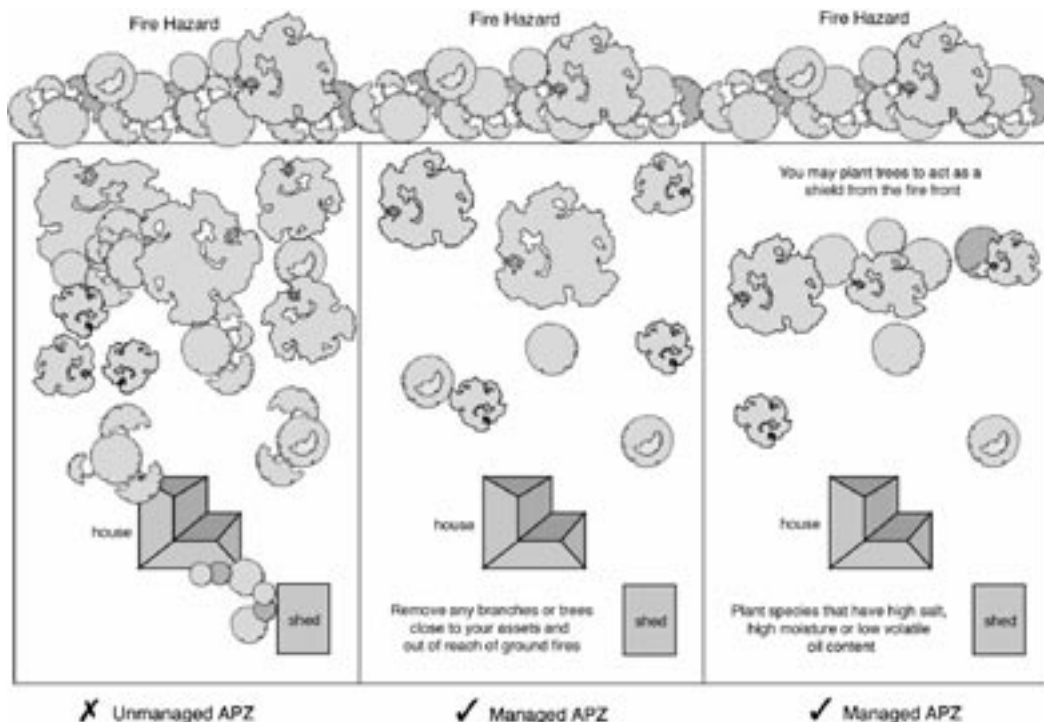 Fire Hazard
Fire Hazard
Fire Hazard
You may plant trees to act as a
shield from the fire front
house
house
house
shed
Remove any branches or trees
close to your assets and
out of reach of ground fires
shed
Plant species that have high salt,
high moisture or low volatile
oil content
shed
✗ Unmanaged APZ
✓ Managed APZ
✓ Managed APZ